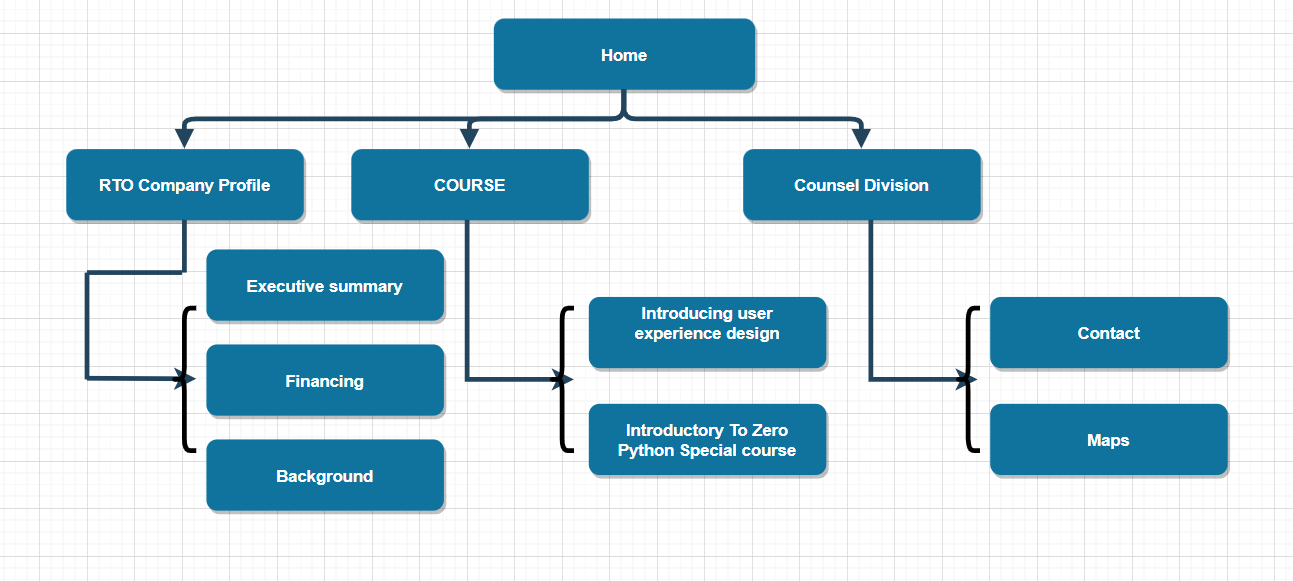 Home
RTO Company Profile
COURSE
Counsel Division
Executive summary
Financing
Background
Introducing user
experience design
Introductory To Zero
Python Special course
Contact
Maps